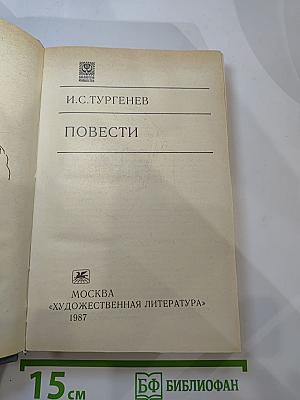 И.С.ТУРГЕНЕВ
ПОВЕСТИ
МОСКВА
«ХУДОЖЕСТВЕННАЯ ЛИТЕРАТУРА»
1987
15 см
БФ БИБЛИОФАН